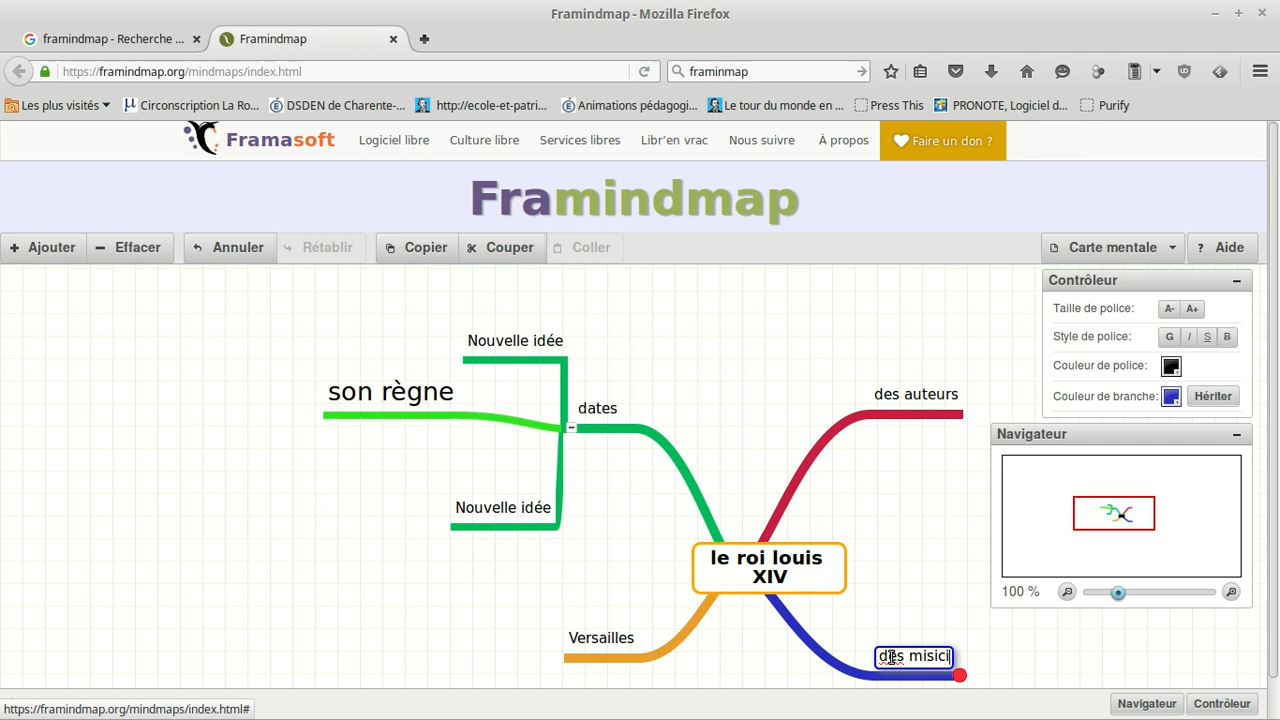 Framindmap - Mozilla Firefox
framindmap - Recherche ...
Framindmap
https://framindmap.org/mindmaps/index.html
framinmap
Les plus visités
Circonscription La Ro...
DSDEN de Charente-...
http://ecole-et-patri...
Animations pédagogi...
Le tour du monde en ...
Press This
PRONOTE, Logiciel d...
Purify
Framasoft
Logiciel libre
Culture libre
Services libres
Libr'en vrac
Nous suivre
À propos
Faire un don ?
Framindmap
Ajouter
Effacer
Annuler
Rétablir
Copier
Couper
Coller
Carte mentale
? Aide
Contrôleur
Taille de police: A- A+
Style de police: G I S B
Couleur de police:
Couleur de branche: Hériter
Navigateur
100 %
Nouvelle idée
son règne
dates
des auteurs
Nouvelle idée
le roi louis
XIV
Versailles
des misici
https://framindmap.org/mindmaps/index.html#
Navigateur
Contrôleur